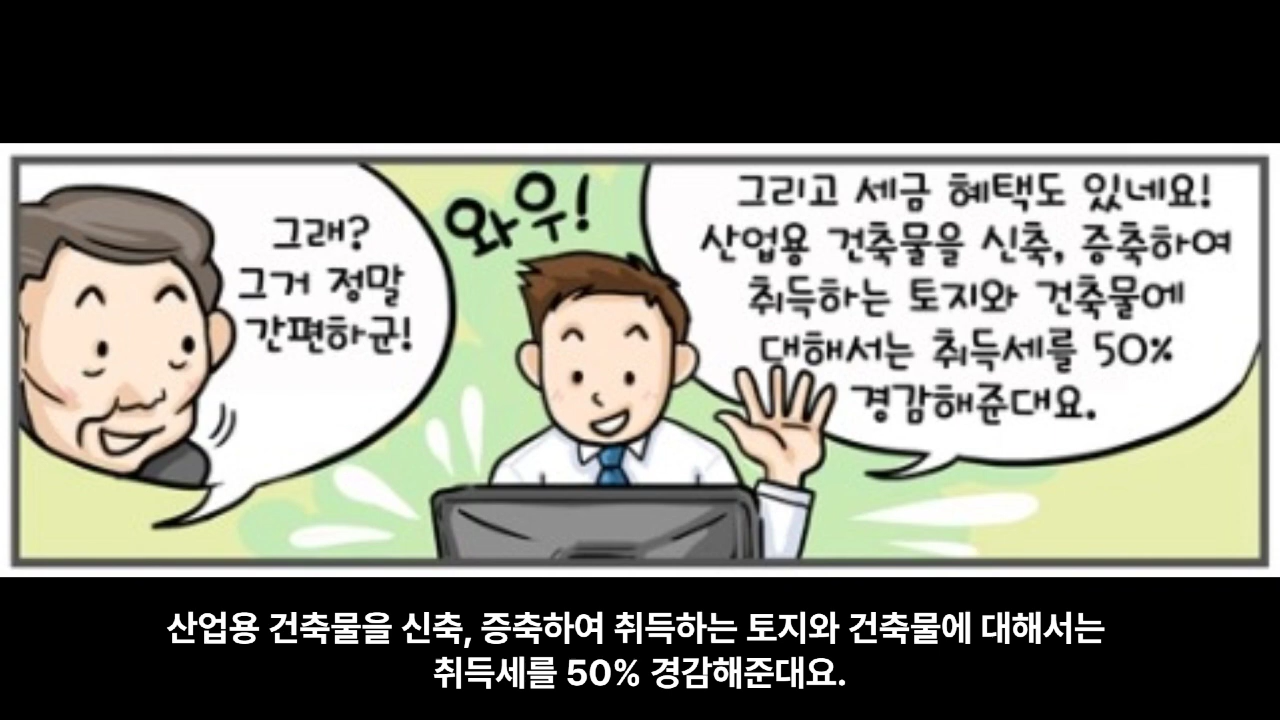 그래?
그거 정말
간편하군!
와우!
그리고 세금 혜택도 있네요!
산업용 건축물을 신축, 증축하여
취득하는 토지와 건축물에
대해서는 취득세를 50%
경감해준대요.
산업용 건축물을 신축, 증축하여 취득하는 토지와 건축물에 대해서는
취득세를 50% 경감해준대요.